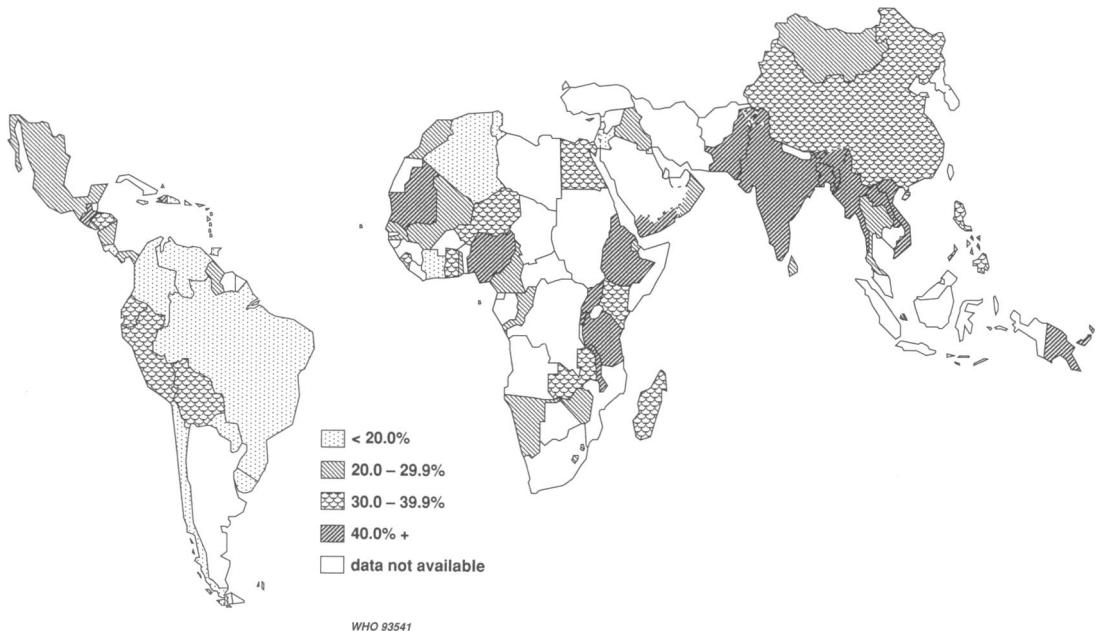 < 20.0%
20.0 – 29.9%
30.0 – 39.9%
40.0% +
data not available
WHO 93541